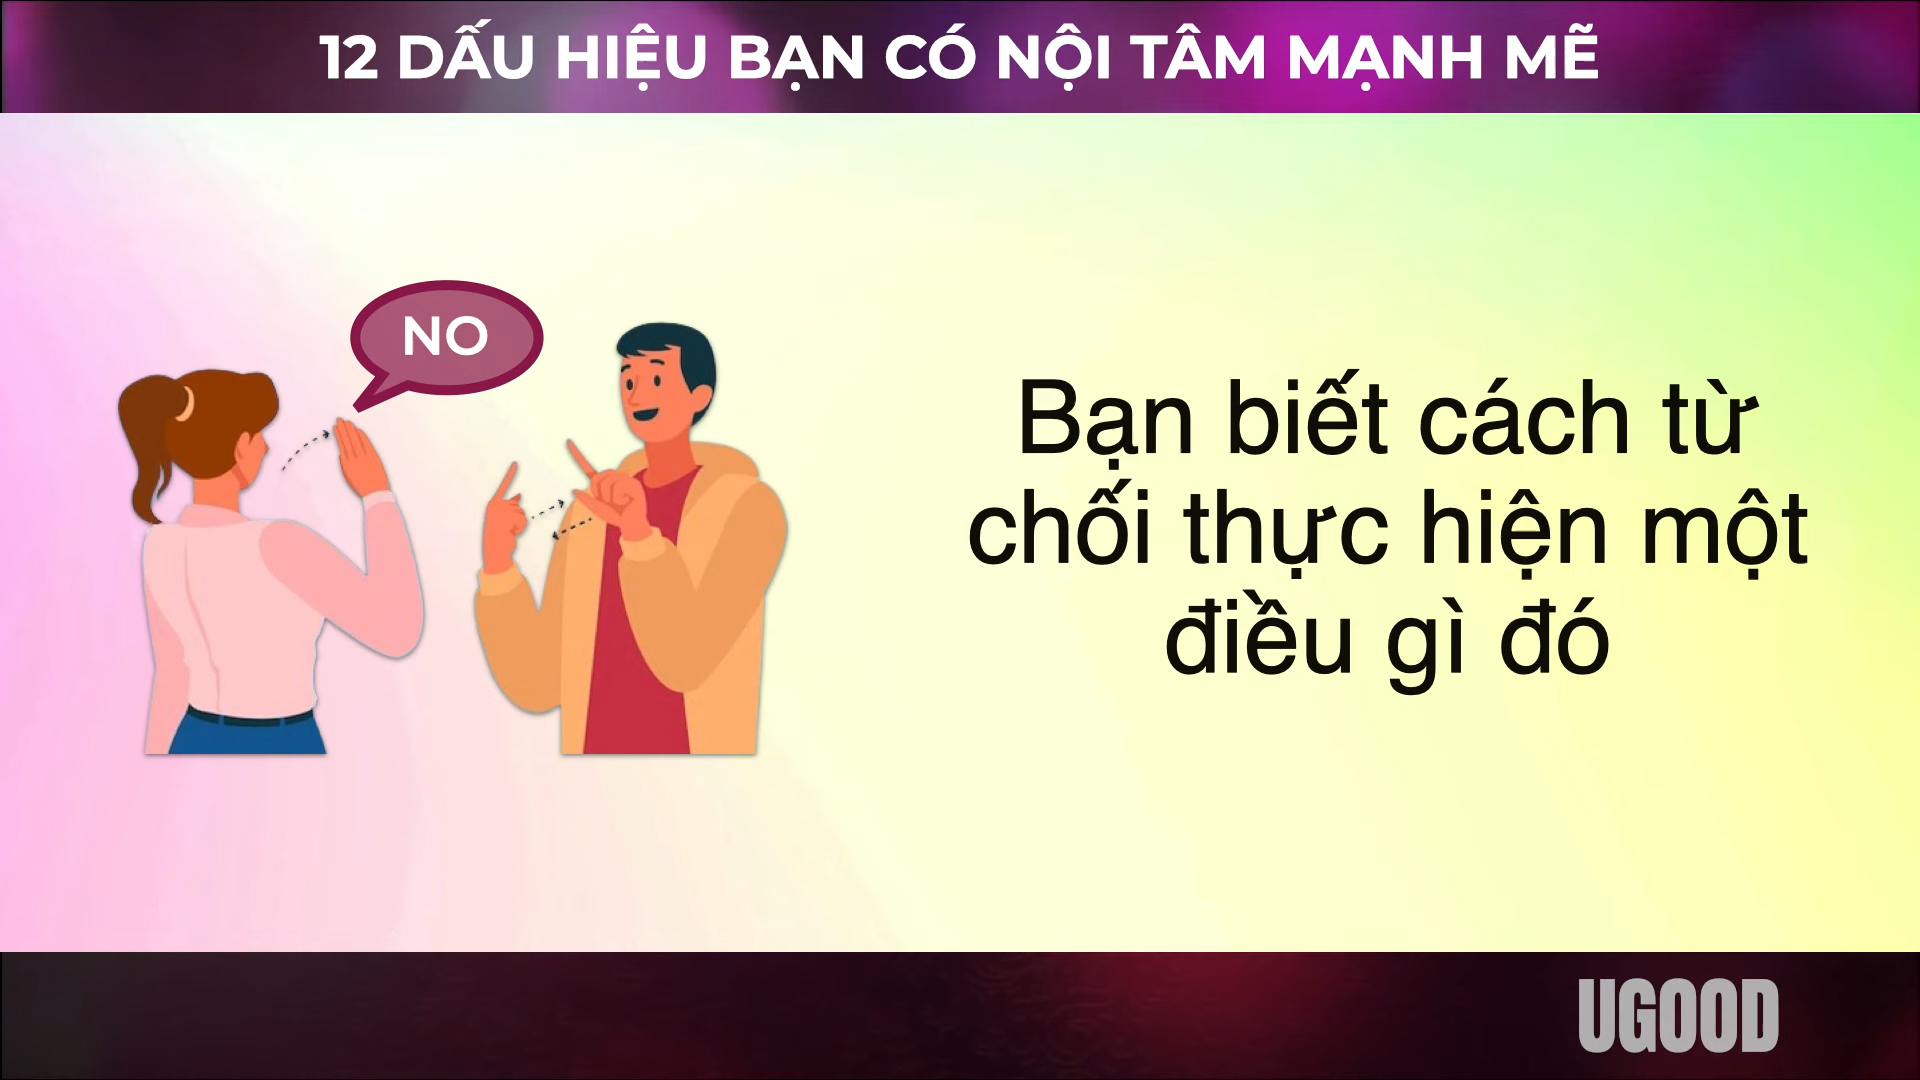 12 DẤU HIỆU BẠN CÓ NỘI TÂM MẠNH MẼ
NO
Bạn biết cách từ
chối thực hiện một
điều gì đó
UGOOD